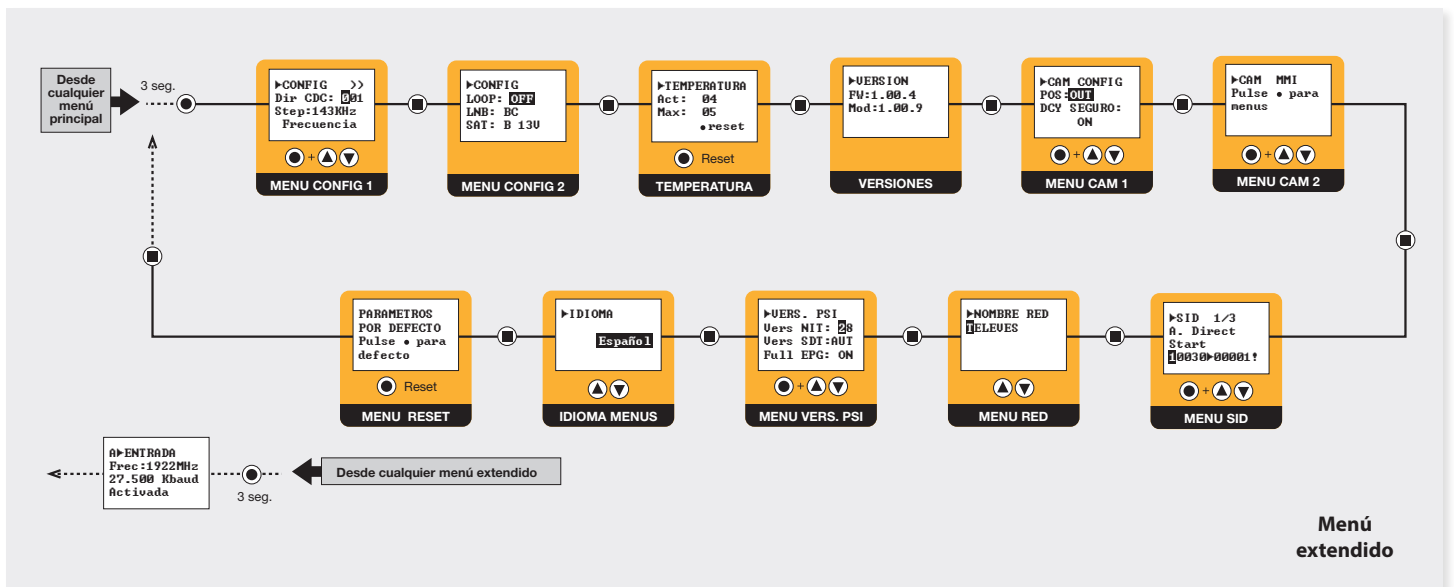 Desde
cualquier
menú
principal
3 seg.
►CONFIG >>
Dir CDC: 001
Step:143KHz
Frecuencia
+
MENU CONFIG 1
►CONFIG
LOOP: OFF
LNB: BC
SAT: B 13V
MENU CONFIG 2
►TEMPERATURA
Act: 04
Max: 05
●reset
Reset
TEMPERATURA
►VERSION
FW:1.00.4
Mod:1.00.9
VERSIONES
►CAM CONFIG
POS:OUT
DCY SEGURO:
ON
+
MENU CAM 1
►CAM MMI
Pulse ● para
menus
+
MENU CAM 2
PARAMETROS
POR DEFECTO
Pulse ● para
defecto
Reset
MENU RESET
►IDIOMA
Español
IDIOMA MENUS
►VERS. PSI
Vers NIT: 28
Vers SDT:AUT
Full EPG: ON
+
MENU VERS. PSI
►NOMBRE RED
TELEVES
MENU RED
►SID 1/3
A. Direct
Start
10030►00001!
+
MENU SID
A►ENTRADA
Frec:1922MHz
27.500 Kbaud
Activada
3 seg.
Desde cualquier menú extendido
Menú
extendido